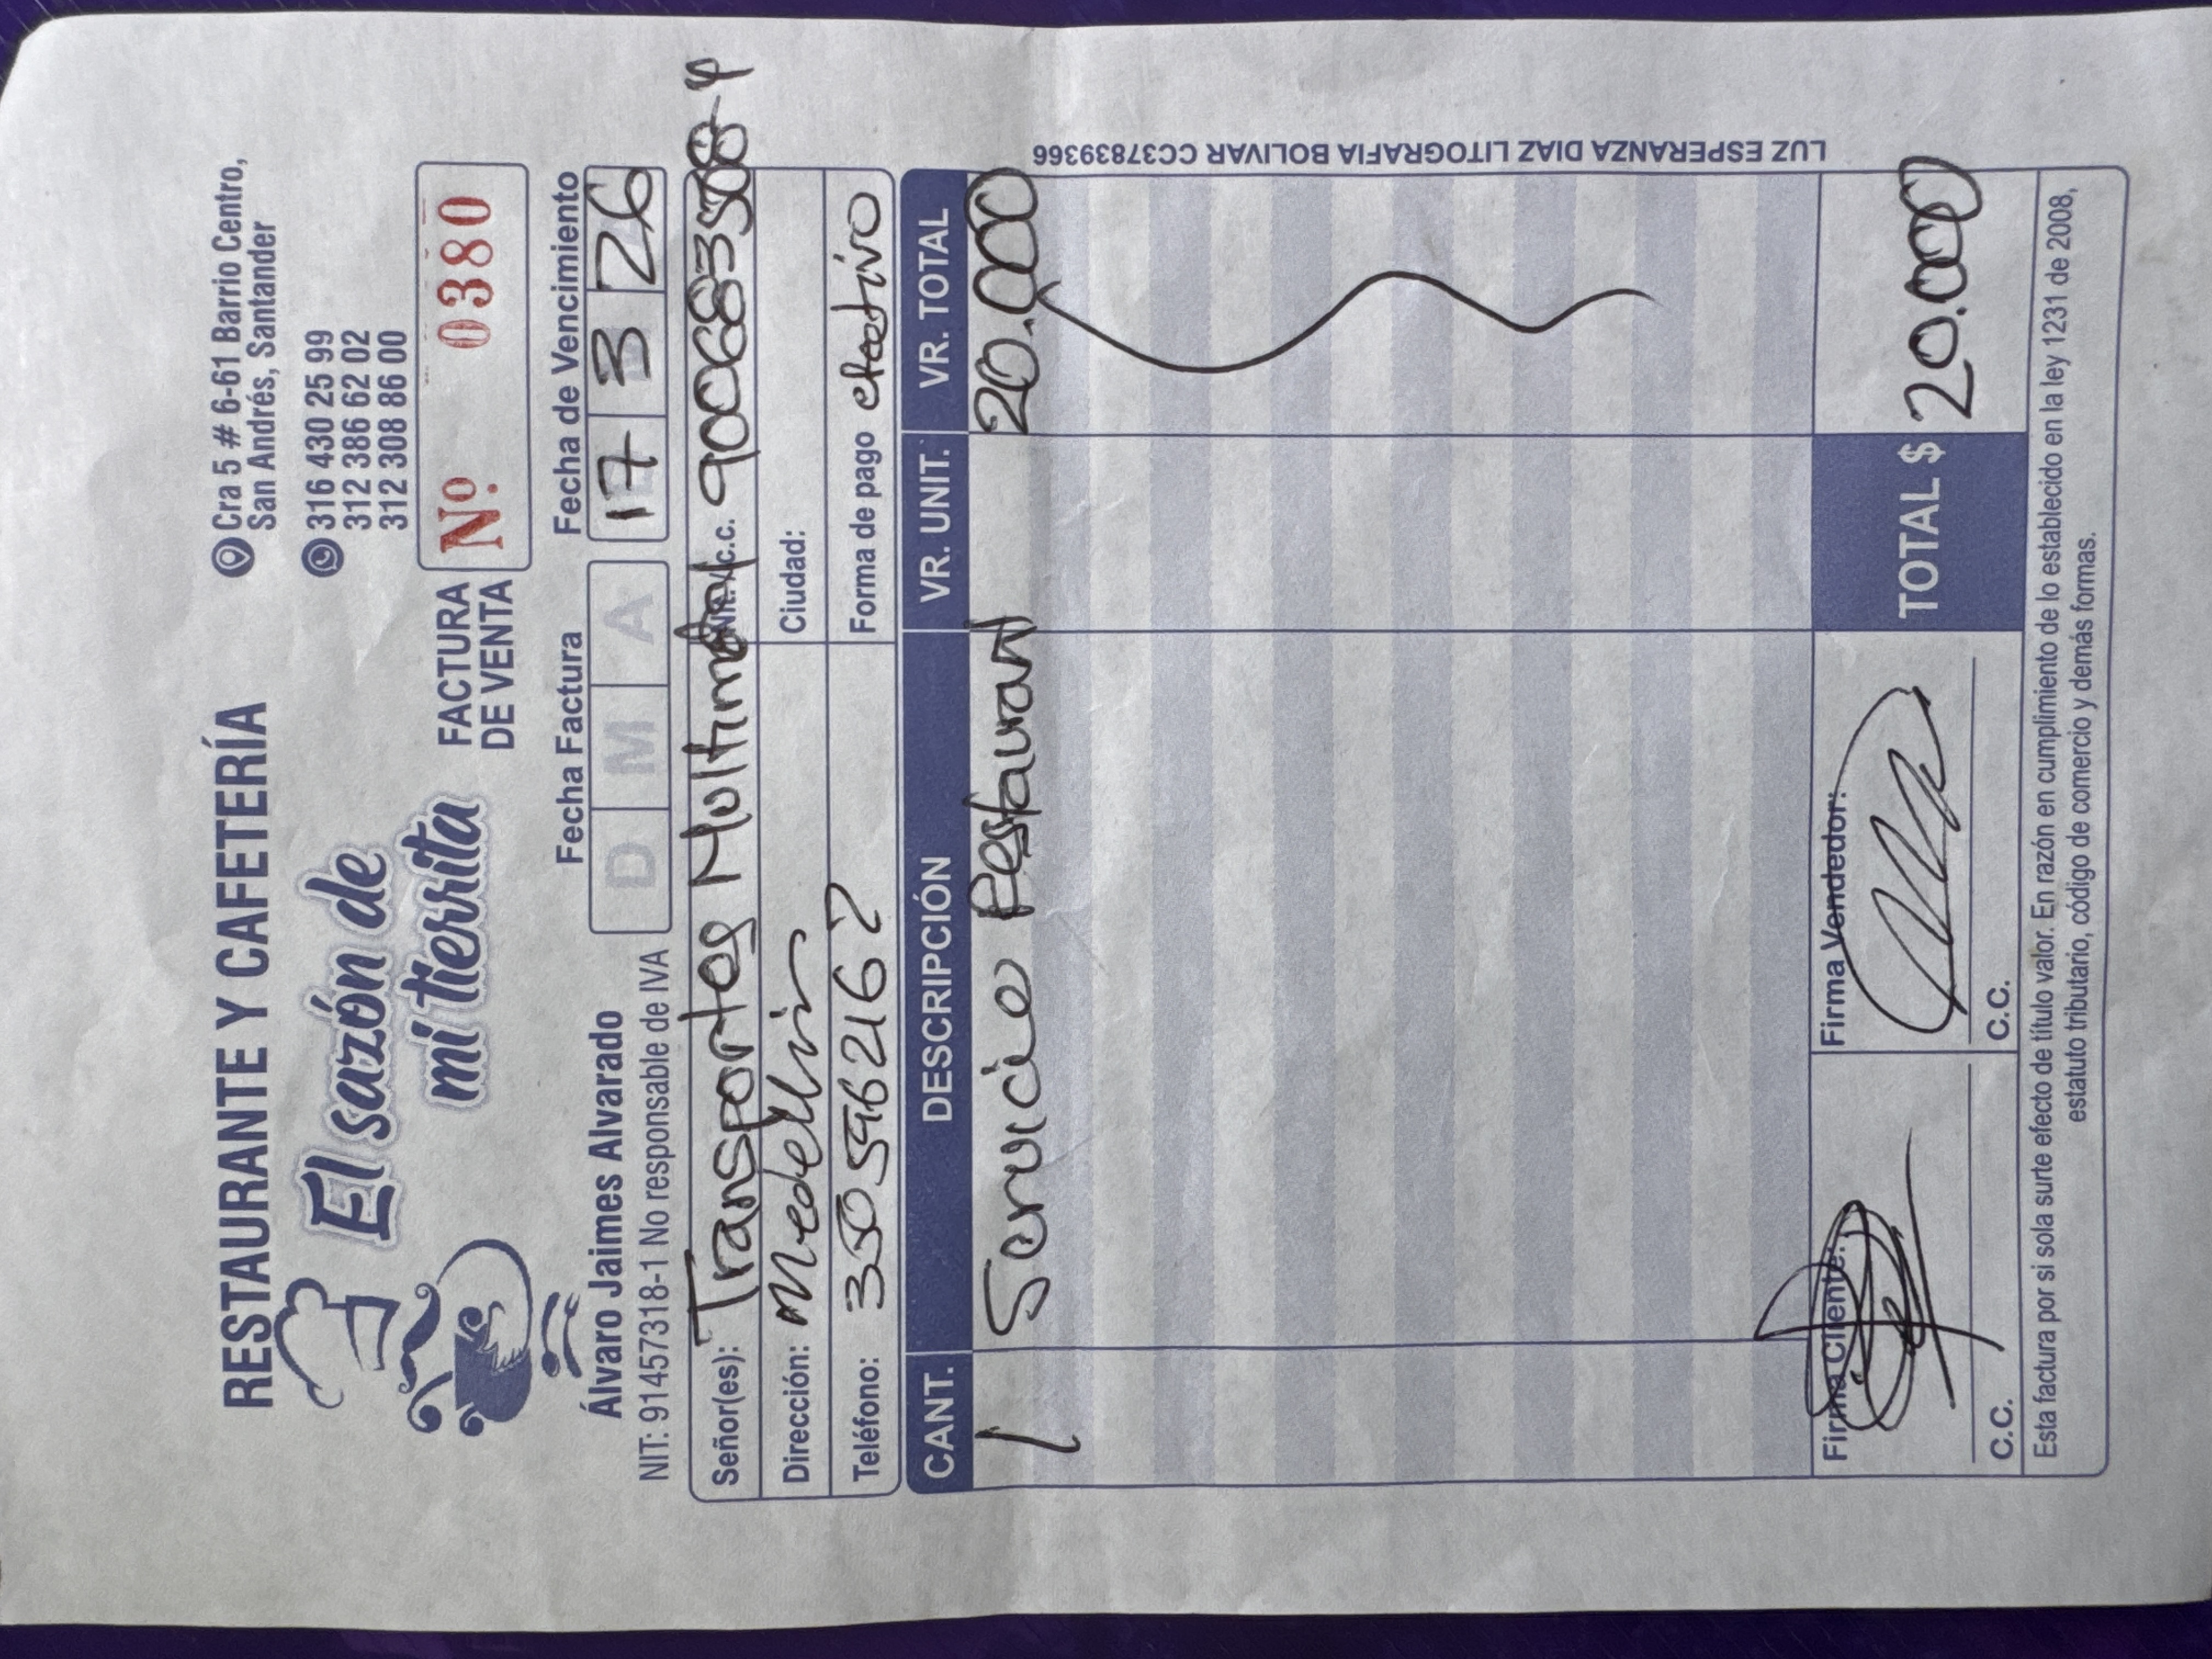 RESTAURANTE Y CAFETERÍA
El sazón de
mi tierrita
Cra 5 # 6-61 Barrio Centro,
San Andrés, Santander
316 430 25 99
312 386 62 02
312 308 86 00
FACTURA
DE VENTA
Nº. 0380
Álvaro Jaimes Alvarado
NIT: 91457318-1 No responsable de IVA
Fecha Factura
D M A
Fecha de Vencimiento
17 3 26
Señor(es): Transportes c.c. 900683508-4
Dirección: Medellin Ciudad:
Teléfono: 3505962162 Forma de pago efectivo
CANT. DESCRIPCIÓN VR. UNIT. VR. TOTAL
1 Servicio Restaurant 20.000
Firma Cliente: Firma Vendedor: TOTAL $ 20.000
C.C. C.C.
Esta factura por si sola surte efecto de título valor. En razón en cumplimiento de lo establecido en la ley 1231 de 2008,
estatuto tributario, código de comercio y demás formas.
LUZ ESPERANZA DIAZ LITOGRAFIA BOLIVAR CC37839366